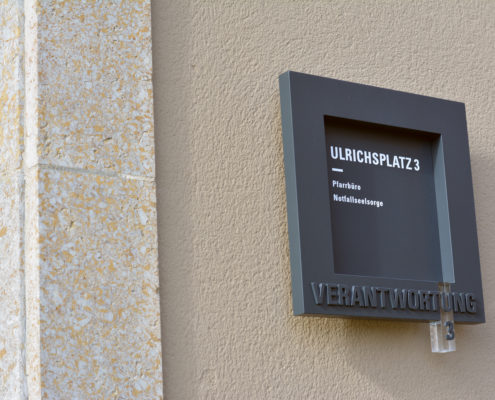 ULRICHSPLATZ 3
Pfarrbüro
Notfallseelsorge
VERANTWORTUNG
3